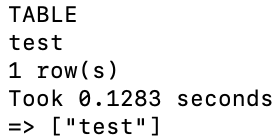 TABLE
test
1 row(s)
Took 0.1283 seconds
=> ["test"]